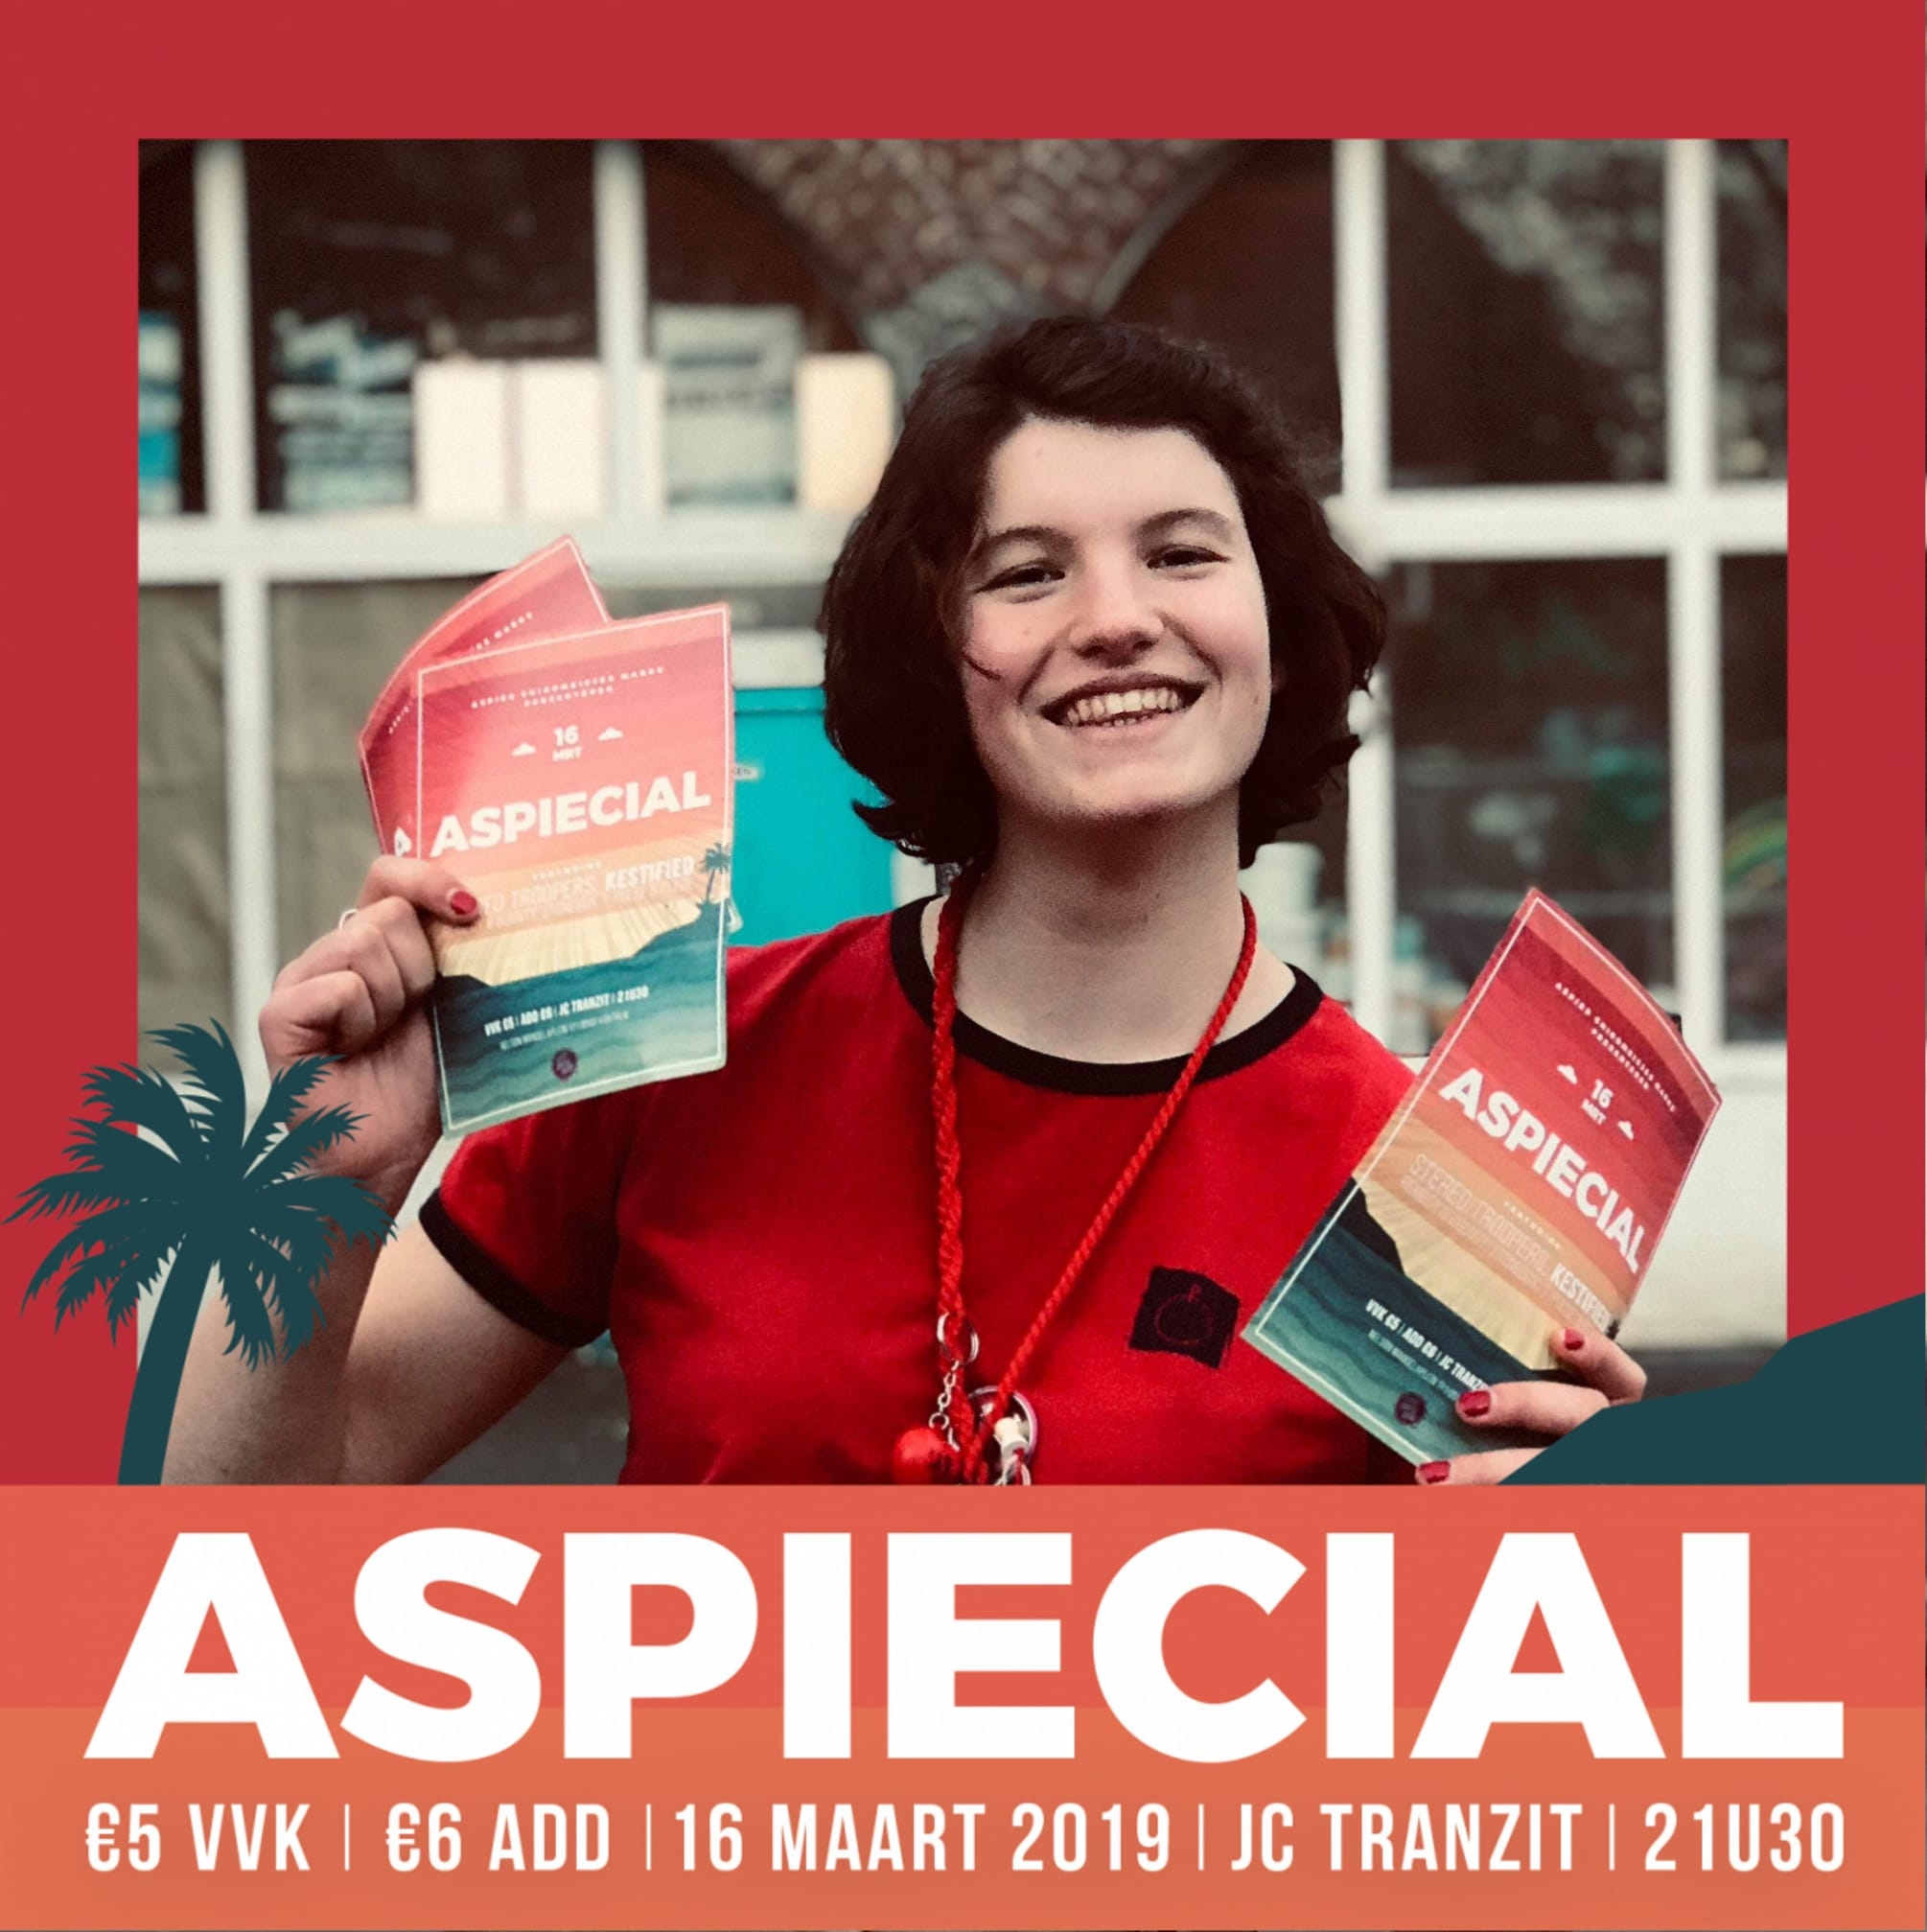 16
MRT
ASPIECIAL
KESTIFIED
VVK €5 | ADD €6 | JC TRANZIT | 21U30
16
MRT
ASPIECIAL
STEREO TROOPERS, KESTIFIED
VVK €5 | ADD €6 | JC
ASPIECIAL
€5 VVK | €6 ADD | 16 MAART 2019 | JC TRANZIT | 21U30